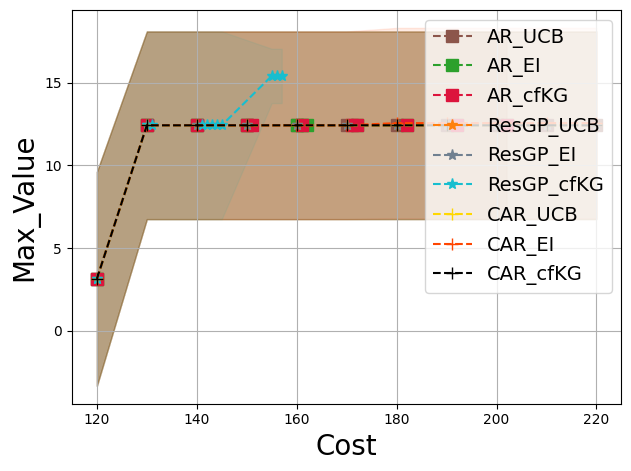 Max_Value
15
10
5
0
AR_UCB
AR_EI
AR_cfKG
ResGP_UCB
ResGP_EI
ResGP_cfKG
CAR_UCB
CAR_EI
CAR_cfKG
120 140 160 180 200 220
Cost